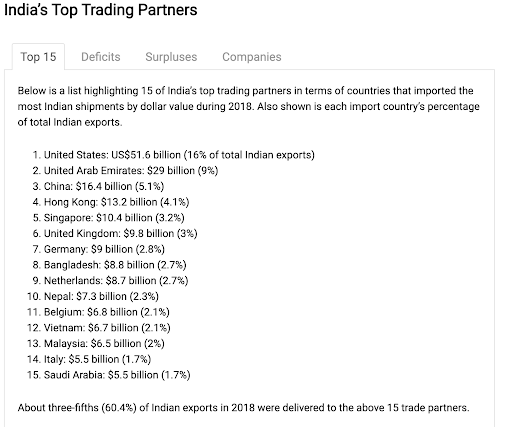 India's Top Trading Partners
Top 15 Deficits Surpluses Companies
Below is a list highlighting 15 of India's top trading partners in terms of countries that imported the
most Indian shipments by dollar value during 2018. Also shown is each import country's percentage
of total Indian exports.
1. United States: US$51.6 billion (16% of total Indian exports)
2. United Arab Emirates: $29 billion (9%)
3. China: $16.4 billion (5.1%)
4. Hong Kong: $13.2 billion (4.1%)
5. Singapore: $10.4 billion (3.2%)
6. United Kingdom: $9.8 billion (3%)
7. Germany: $9 billion (2.8%)
8. Bangladesh: $8.8 billion (2.7%)
9. Netherlands: $8.7 billion (2.7%)
10. Nepal: $7.3 billion (2.3%)
11. Belgium: $6.8 billion (2.1%)
12. Vietnam: $6.7 billion (2.1%)
13. Malaysia: $6.5 billion (2%)
14. Italy: $5.5 billion (1.7%)
15. Saudi Arabia: $5.5 billion (1.7%)
About three-fifths (60.4%) of Indian exports in 2018 were delivered to the above 15 trade partners.